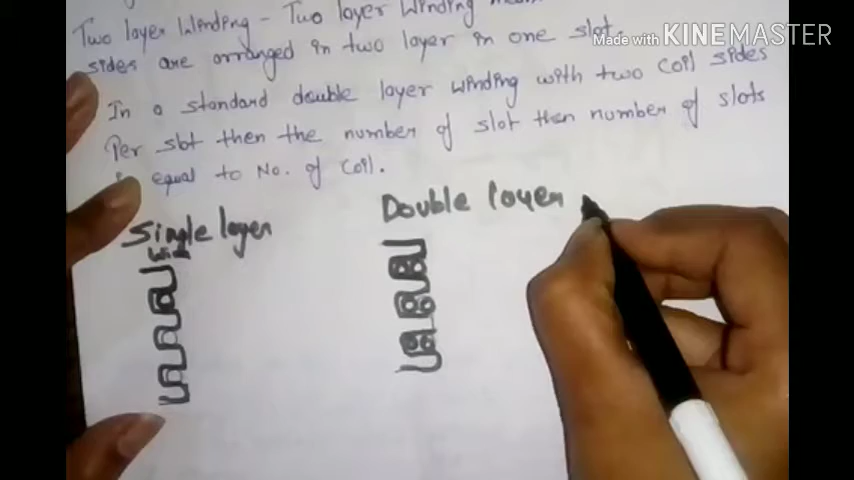 Two layer Winding - Two layer Winding mean
sides are arranged in two layer in one slot.
Made with KINEMASTER
In a standard double layer winding with two coil sides
Per slot then the number of slot then number of slots
equal to No. of Coil.
Single layer
Win
Double layer